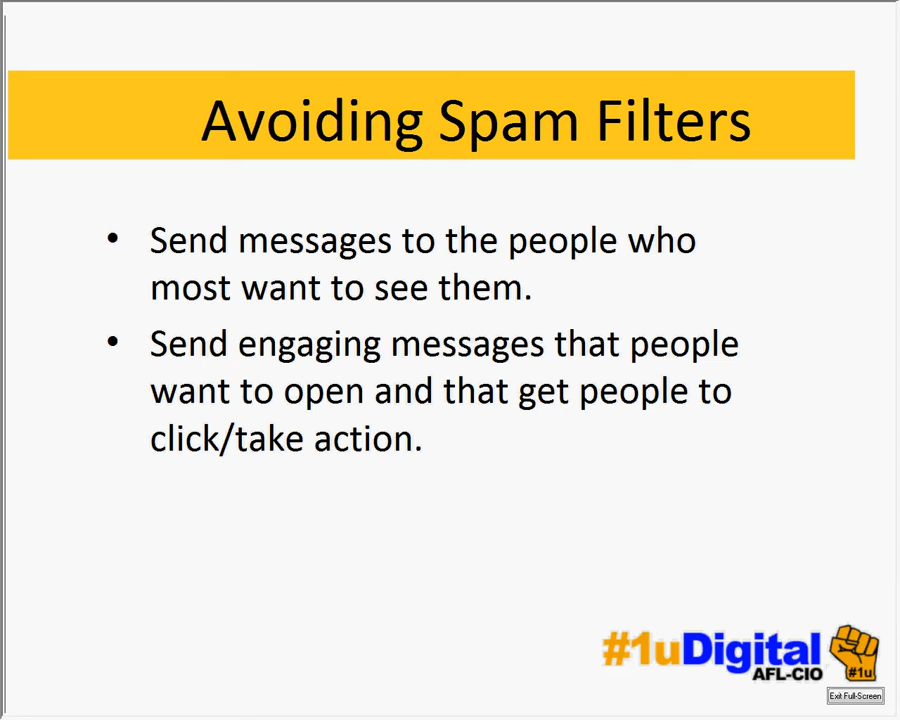 Avoiding Spam Filters
• Send messages to the people who
most want to see them.
• Send engaging messages that people
want to open and that get people to
click/take action.
#1uDigital
AFL-CIO
#1u
Exit Full-Screen